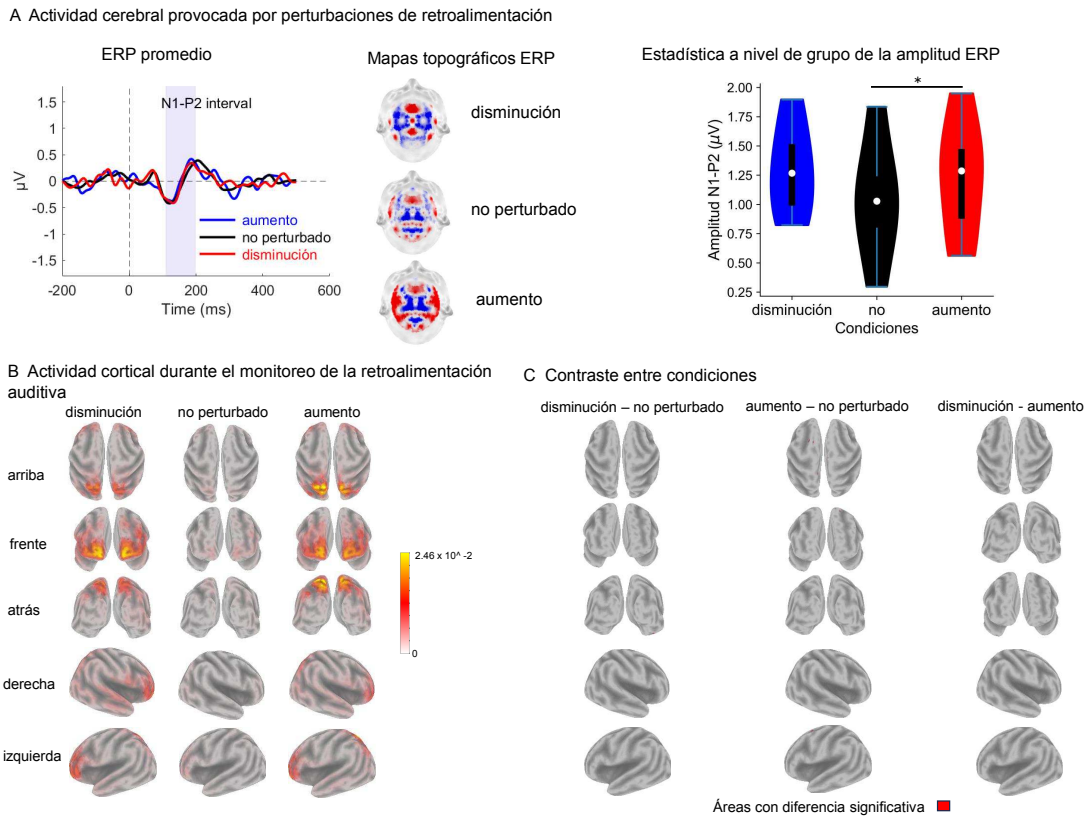 A Actividad cerebral provocada por perturbaciones de retroalimentación
ERP promedio
N1-P2 interval
1.5
1
0.5
0
-0.5
-1
-1.5
µV
aumento
no perturbado
disminución
-200
0
200
400
600
Time (ms)
Mapas topográficos ERP
disminución
no perturbado
aumento
Estadística a nivel de grupo de la amplitud ERP
*
2.00
1.75
1.50
1.25
1.00
0.75
0.50
0.25
Amplitud N1-P2 (µV)
disminución
no
aumento
Condiciones
B Actividad cortical durante el monitoreo de la retroalimentación
auditiva
disminución
no perturbado
aumento
arriba
frente
atrás
derecha
izquierda
2.46 x 10^ -2
0
C Contraste entre condiciones
disminución – no perturbado
aumento – no perturbado
disminución - aumento
Áreas con diferencia significativa